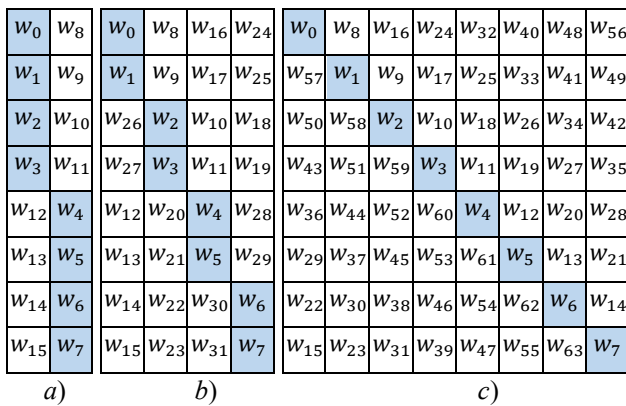 w₀ w₈ w₀ w₈ w₁₆ w₂₄ w₀ w₈ w₁₆ w₂₄ w₃₂ w₄₀ w₄₈ w₅₆
w₁ w₉ w₁ w₉ w₁₇ w₂₅ w₅₇ w₁ w₉ w₁₇ w₂₅ w₃₃ w₄₁ w₄₉
w₂ w₁₀ w₂₆ w₂ w₁₀ w₁₈ w₅₀ w₅₈ w₂ w₁₀ w₁₈ w₂₆ w₃₄ w₄₂
w₃ w₁₁ w₂₇ w₃ w₁₁ w₁₉ w₄₃ w₅₁ w₅₉ w₃ w₁₁ w₁₉ w₂₇ w₃₅
w₁₂ w₄ w₁₂ w₂₀ w₄ w₂₈ w₃₆ w₄₄ w₅₂ w₆₀ w₄ w₁₂ w₂₀ w₂₈
w₁₃ w₅ w₁₃ w₂₁ w₅ w₂₉ w₂₉ w₃₇ w₄₅ w₅₃ w₆₁ w₅ w₁₃ w₂₁
w₁₄ w₆ w₁₄ w₂₂ w₃₀ w₆ w₂₂ w₃₀ w₃₈ w₄₆ w₅₄ w₆₂ w₆ w₁₄
w₁₅ w₇ w₁₅ w₂₃ w₃₁ w₇ w₁₅ w₂₃ w₃₁ w₃₉ w₄₇ w₅₅ w₆₃ w₇
a) b) c)